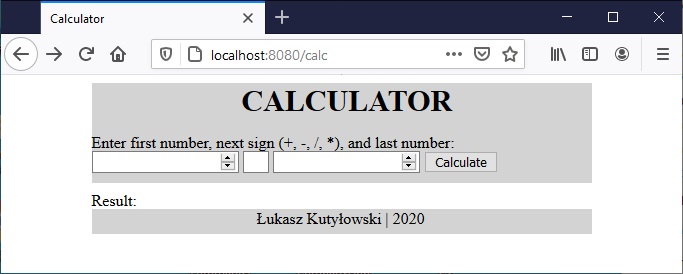 Calculator
localhost:8080/calc
CALCULATOR
Enter first number, next sign (+, -, /, *), and last number:
Calculate
Result:
Łukasz Kutyłowski | 2020